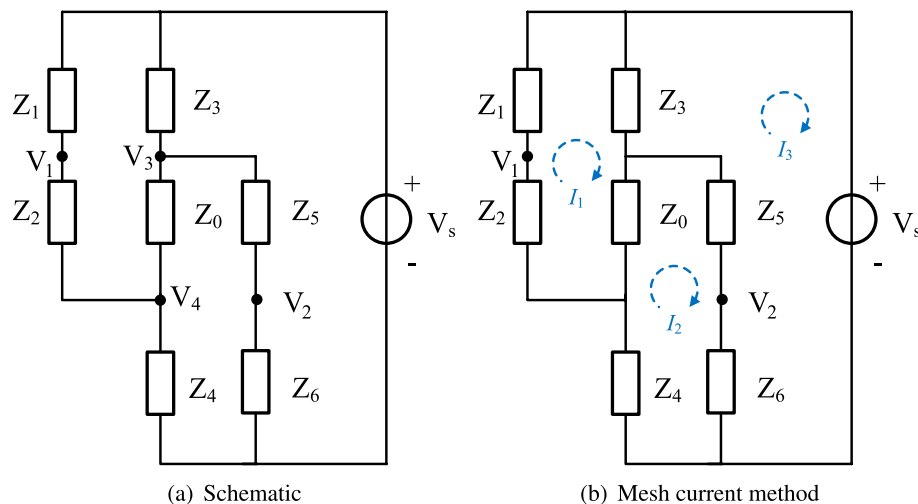 Z₁
Z₃
V₁
V₃
Z₂
Z₀
Z₅
+
Vₛ
-
V₄
V₂
Z₄
Z₆
(a) Schematic
Z₁
Z₃
I₃
V₁
I₁
Z₂
Z₀
Z₅
+
Vₛ
-
I₂
V₂
Z₄
Z₆
(b) Mesh current method